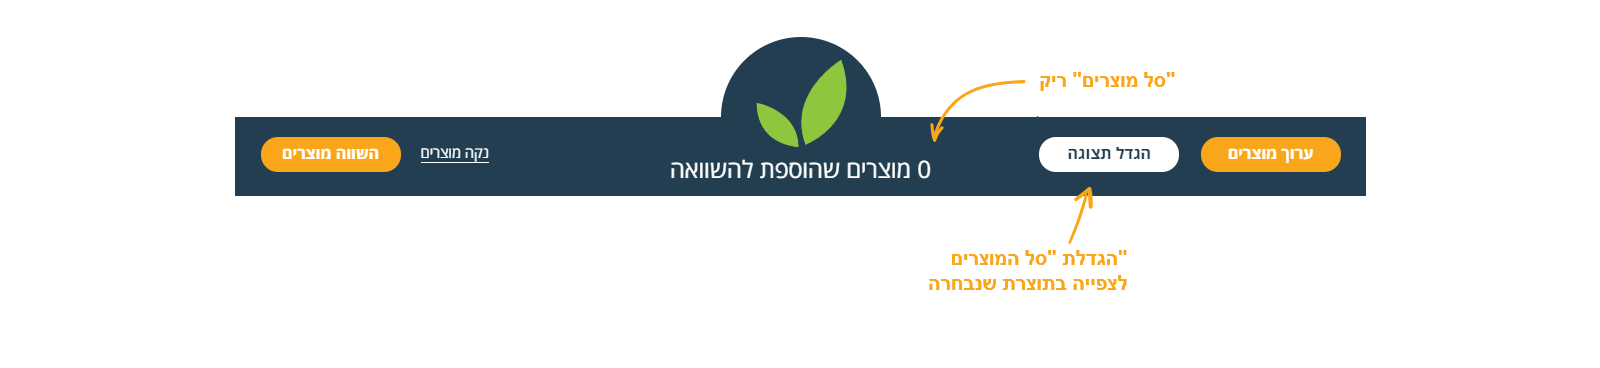 "סל מוצרים" ריק
ערוך מוצרים
הגדל תצוגה
0 מוצרים שהוספת להשוואה
נקה מוצרים
השווה מוצרים
"הגדלת "סל המוצרים
לצפייה בתוצרת שנבחרה